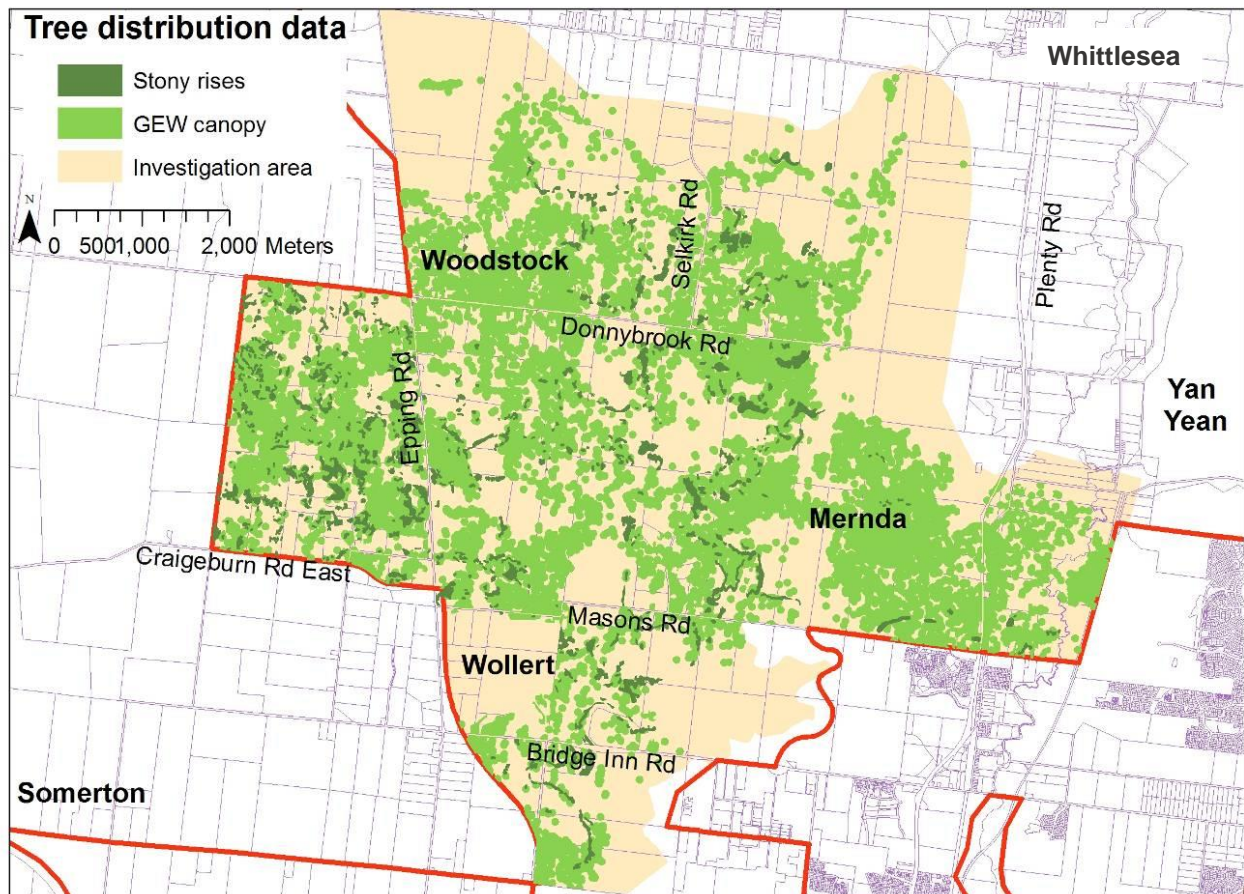 Tree distribution data
Stony rises
GEW canopy
Investigation area
N
0 5001,000 2,000 Meters
Whittlesea
Woodstock
Selkirk Rd
Plenty Rd
Donnybrook Rd
Epping Rd
Yan
Yean
Mernda
Craigeburn Rd East
Masons Rd
Wollert
Bridge Inn Rd
Somerton